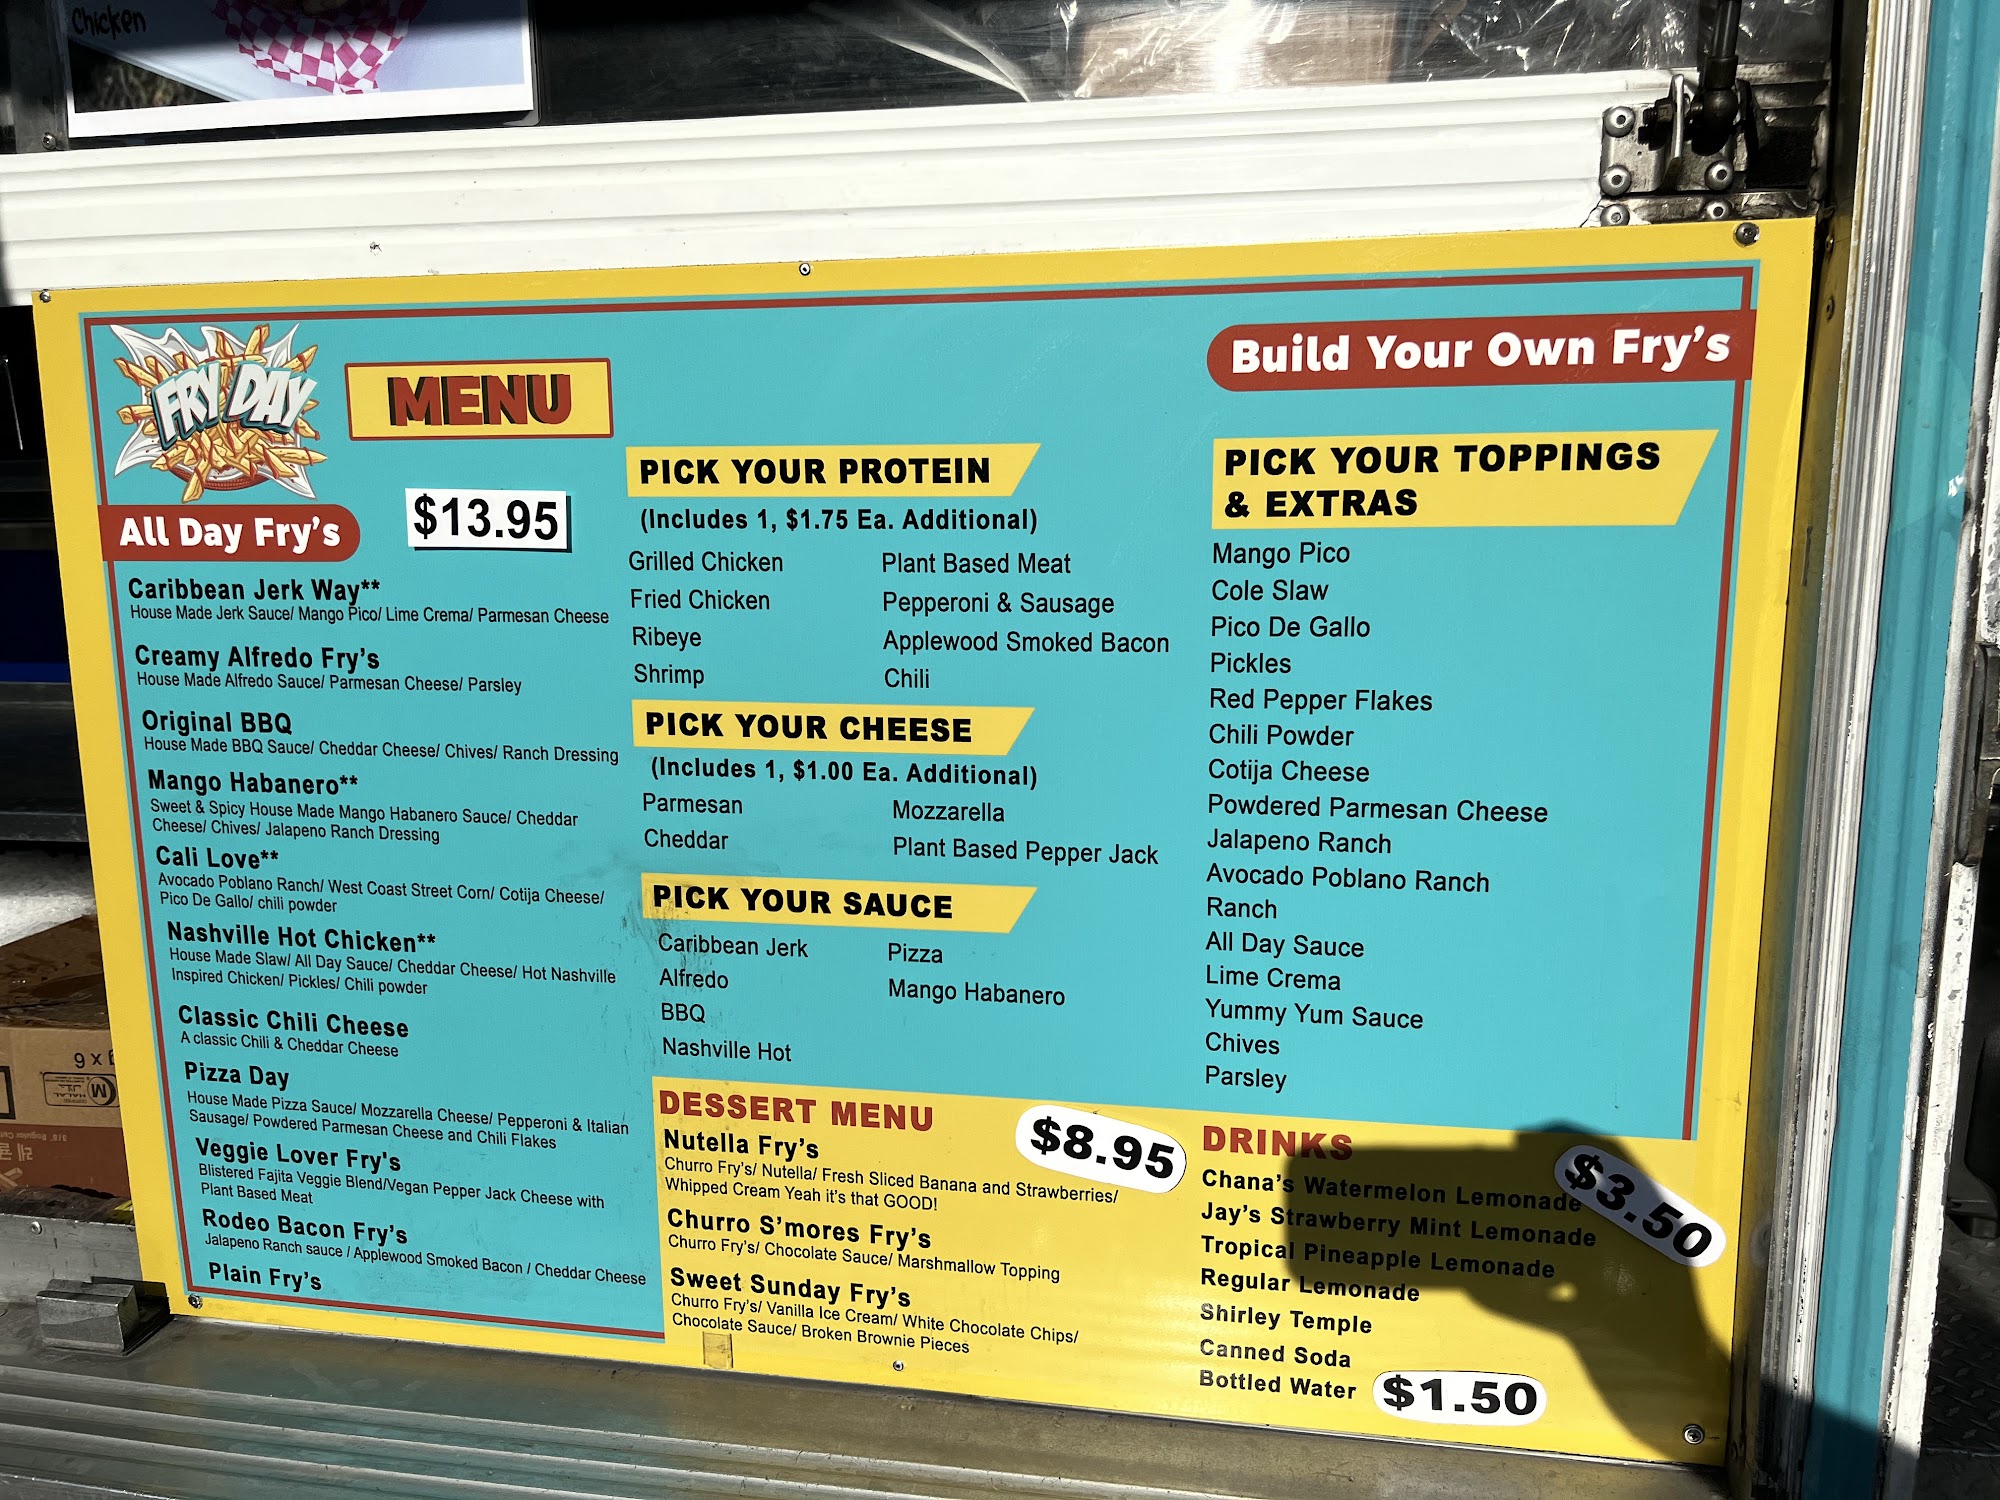 Chicken
FRY DAY
MENU
$13.95
All Day Fry's
Caribbean Jerk Way**
House Made Jerk Sauce/ Mango Pico/ Lime Crema/ Parmesan Cheese
Creamy Alfredo Fry's
House Made Alfredo Sauce/ Parmesan Cheese/ Parsley
Original BBQ
House Made BBQ Sauce/ Cheddar Cheese/ Chives/ Ranch Dressing
Mango Habanero**
Sweet & Spicy House Made Mango Habanero Sauce/ Cheddar
Cheese/ Chives/ Jalapeno Ranch Dressing
Cali Love**
Avocado Poblano Ranch/ West Coast Street Corn/ Cotija Cheese/
Pico De Gallo/ chili powder
Nashville Hot Chicken**
House Made Slaw/ All Day Sauce/ Cheddar Cheese/ Hot Nashville
Inspired Chicken/ Pickles/ Chili powder
Classic Chili Cheese
A classic Chili & Cheddar Cheese
Pizza Day
House Made Pizza Sauce/ Mozzarella Cheese/ Pepperoni & Italian
Sausage/ Powdered Parmesan Cheese and Chili Flakes
Veggie Lover Fry's
Blistered Fajita Veggie Blend/Vegan Pepper Jack Cheese with
Plant Based Meat
Rodeo Bacon Fry's
Jalapeno Ranch sauce / Applewood Smoked Bacon / Cheddar Cheese
Plain Fry's
Build Your Own Fry's
PICK YOUR PROTEIN
(Includes 1, $1.75 Ea. Additional)
Grilled Chicken
Fried Chicken
Ribeye
Shrimp
Plant Based Meat
Pepperoni & Sausage
Applewood Smoked Bacon
Chili
PICK YOUR CHEESE
(Includes 1, $1.00 Ea. Additional)
Parmesan
Cheddar
Mozzarella
Plant Based Pepper Jack
PICK YOUR SAUCE
Caribbean Jerk
Alfredo
BBQ
Nashville Hot
Pizza
Mango Habanero
PICK YOUR TOPPINGS
& EXTRAS
Mango Pico
Cole Slaw
Pico De Gallo
Pickles
Red Pepper Flakes
Chili Powder
Cotija Cheese
Powdered Parmesan Cheese
Jalapeno Ranch
Avocado Poblano Ranch
Ranch
All Day Sauce
Lime Crema
Yummy Yum Sauce
Chives
Parsley
DESSERT MENU
$8.95
Nutella Fry's
Churro Fry's/ Nutella/ Fresh Sliced Banana and Strawberries/
Whipped Cream Yeah it's that GOOD!
Churro S'mores Fry's
Churro Fry's/ Chocolate Sauce/ Marshmallow Topping
Sweet Sunday Fry's
Churro Fry's/ Vanilla Ice Cream/ White Chocolate Chips/
Chocolate Sauce/ Broken Brownie Pieces
DRINKS
$3.50
Chana's Watermelon Lemonade
Jay's Strawberry Mint Lemonade
Tropical Pineapple Lemonade
Regular Lemonade
Shirley Temple
Canned Soda
Bottled Water
$1.50